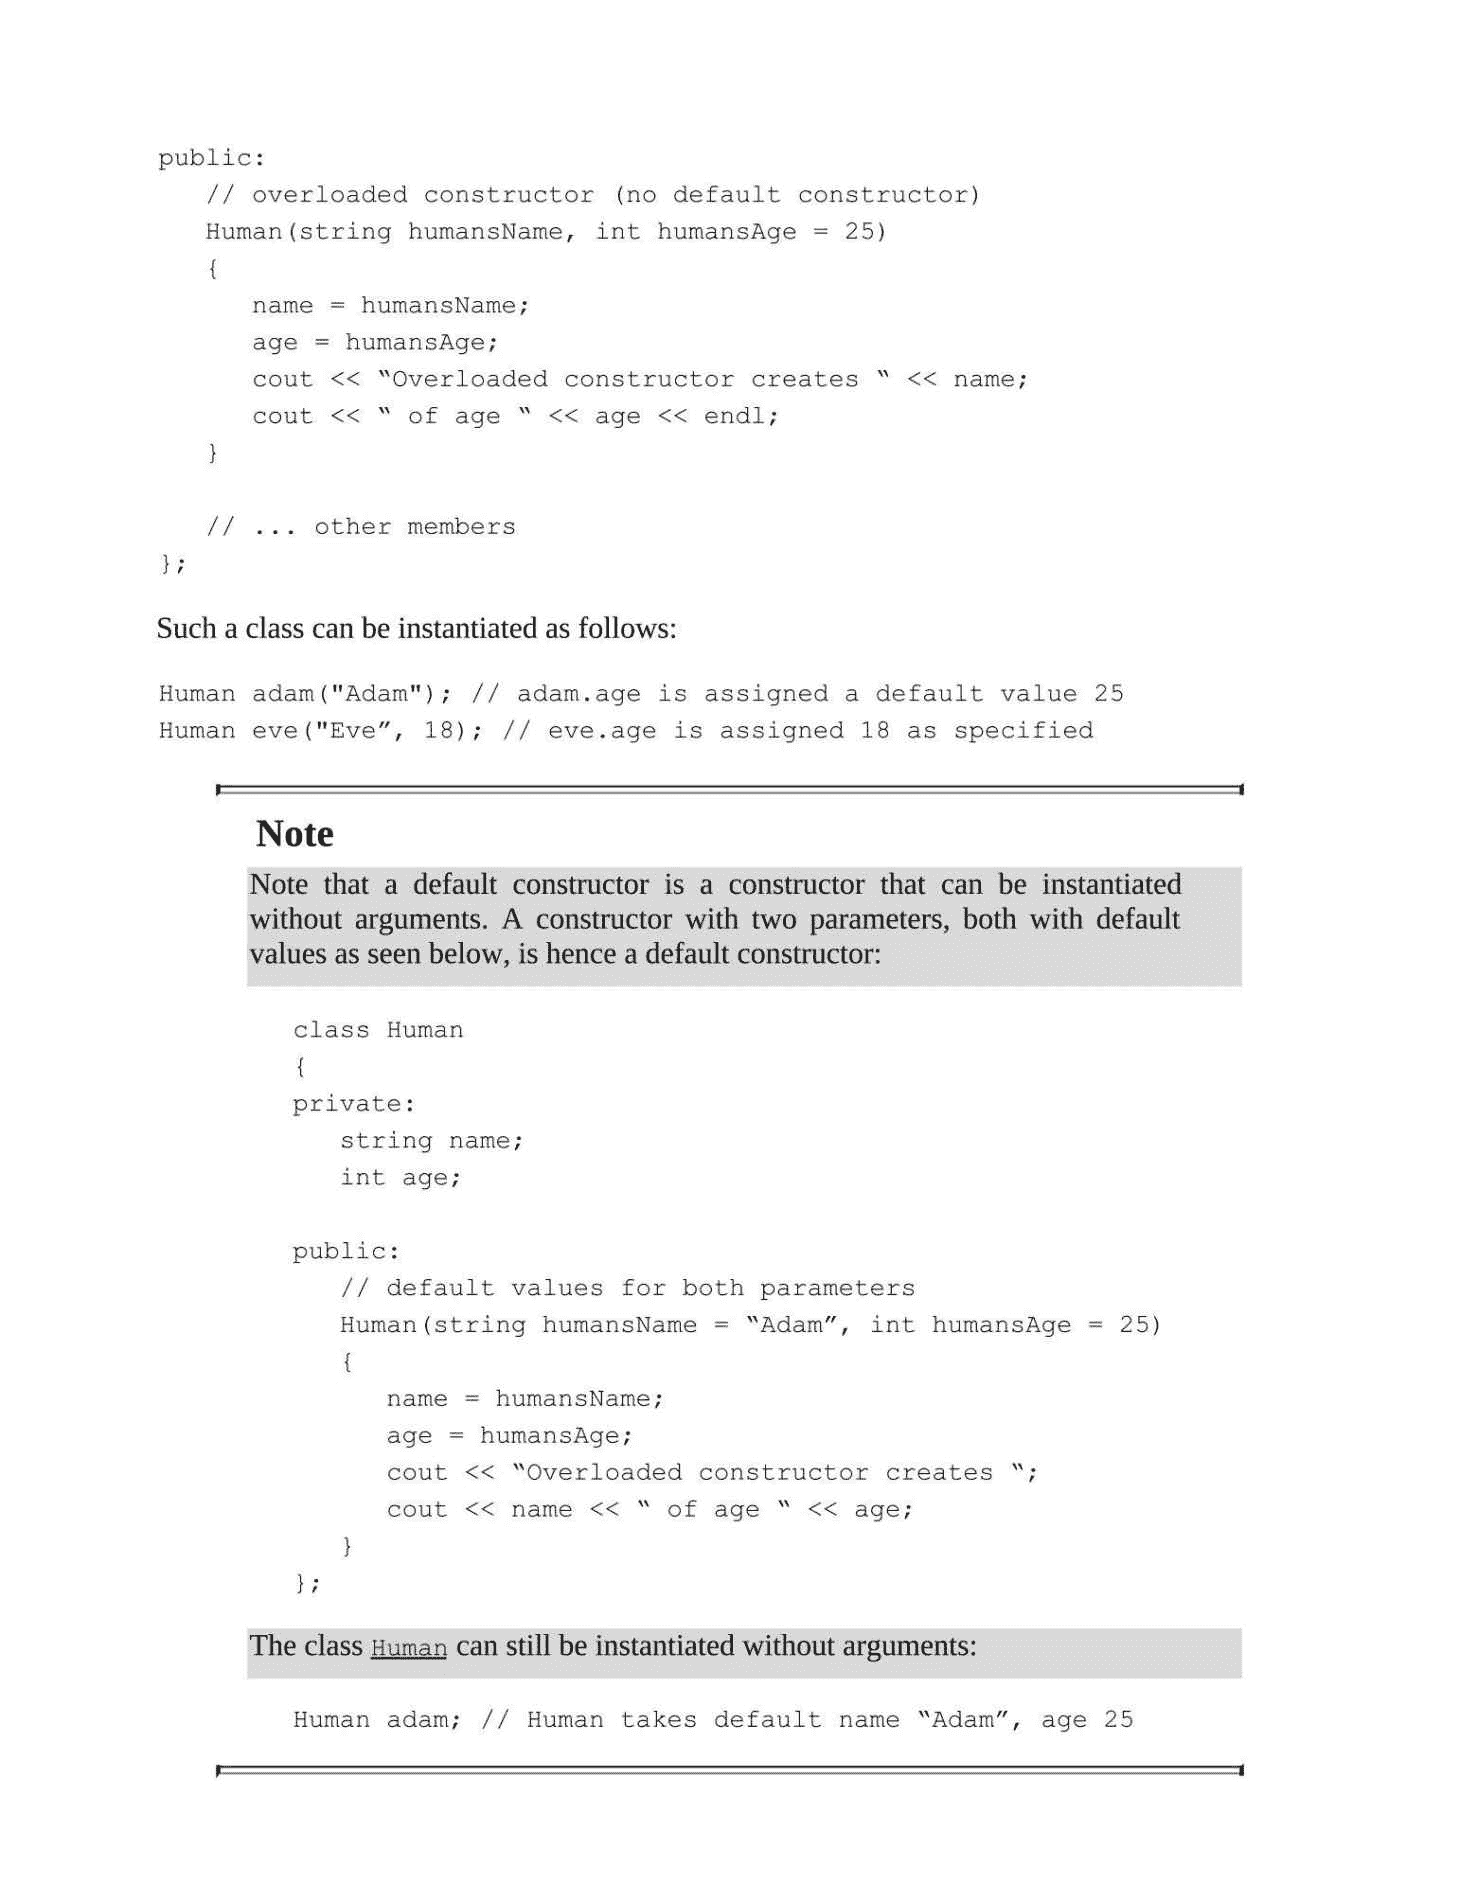 public:
   // overloaded constructor (no default constructor)
   Human(string humansName, int humansAge = 25)
   {
      name = humansName;
      age = humansAge;
      cout << “Overloaded constructor creates “ << name;
      cout << “ of age “ << age << endl;
   }

   // ... other members
};
Such a class can be instantiated as follows:
Human adam("Adam"); // adam.age is assigned a default value 25
Human eve("Eve”, 18); // eve.age is assigned 18 as specified
Note
Note that a default constructor is a constructor that can be instantiated
without arguments. A constructor with two parameters, both with default
values as seen below, is hence a default constructor:
class Human
{
private:
   string name;
   int age;

public:
   // default values for both parameters
   Human(string humansName = “Adam”, int humansAge = 25)
   {
      name = humansName;
      age = humansAge;
      cout << “Overloaded constructor creates “;
      cout << name << “ of age “ << age;
   }
};
The class Human can still be instantiated without arguments:
Human adam; // Human takes default name “Adam”, age 25